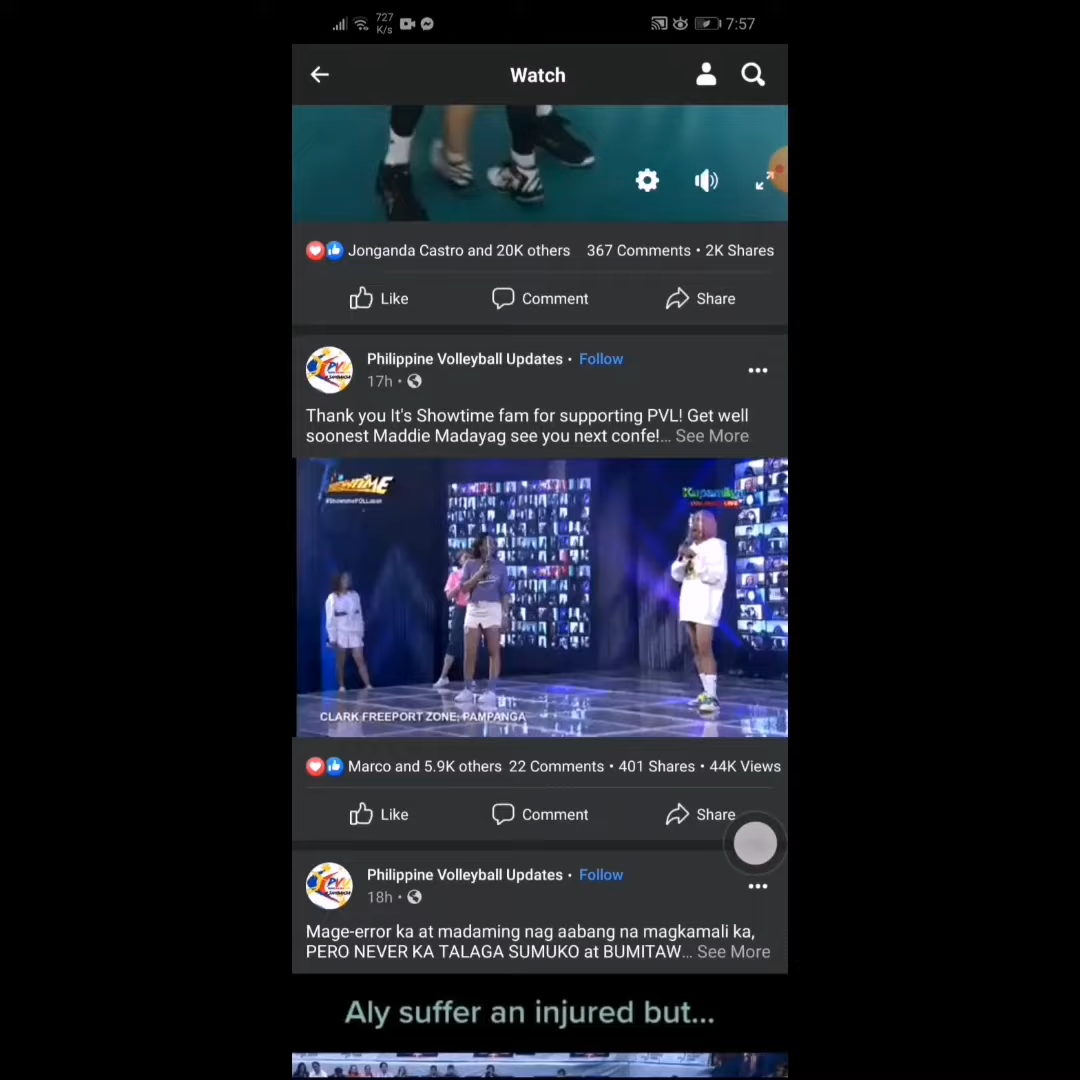 727
K/s
7:57
Watch
Jonganda Castro and 20K others 367 Comments • 2K Shares
Like Comment Share
Philippine Volleyball Updates • Follow
17h •
Thank you It's Showtime fam for supporting PVL! Get well
soonest Maddie Madayag see you next confe!... See More
SHOWTIME
Kapamilya
LIVE
CLARK FREEPORT ZONE, PAMPANGA
Marco and 5.9K others 22 Comments • 401 Shares • 44K Views
Like Comment Share
Philippine Volleyball Updates • Follow
18h •
Mage-error ka at madaming nag aabang na magkamali ka,
PERO NEVER KA TALAGA SUMUKO at BUMITAW... See More
Aly suffer an injured but...